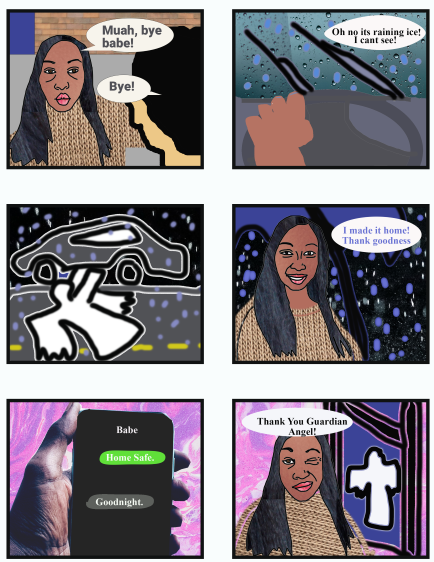 Muah, bye
babe!
Bye!
Oh no its raining ice!
I cant see!
I made it home!
Thank goodness
Babe
Home Safe.
Goodnight.
Thank You Guardian
Angel!